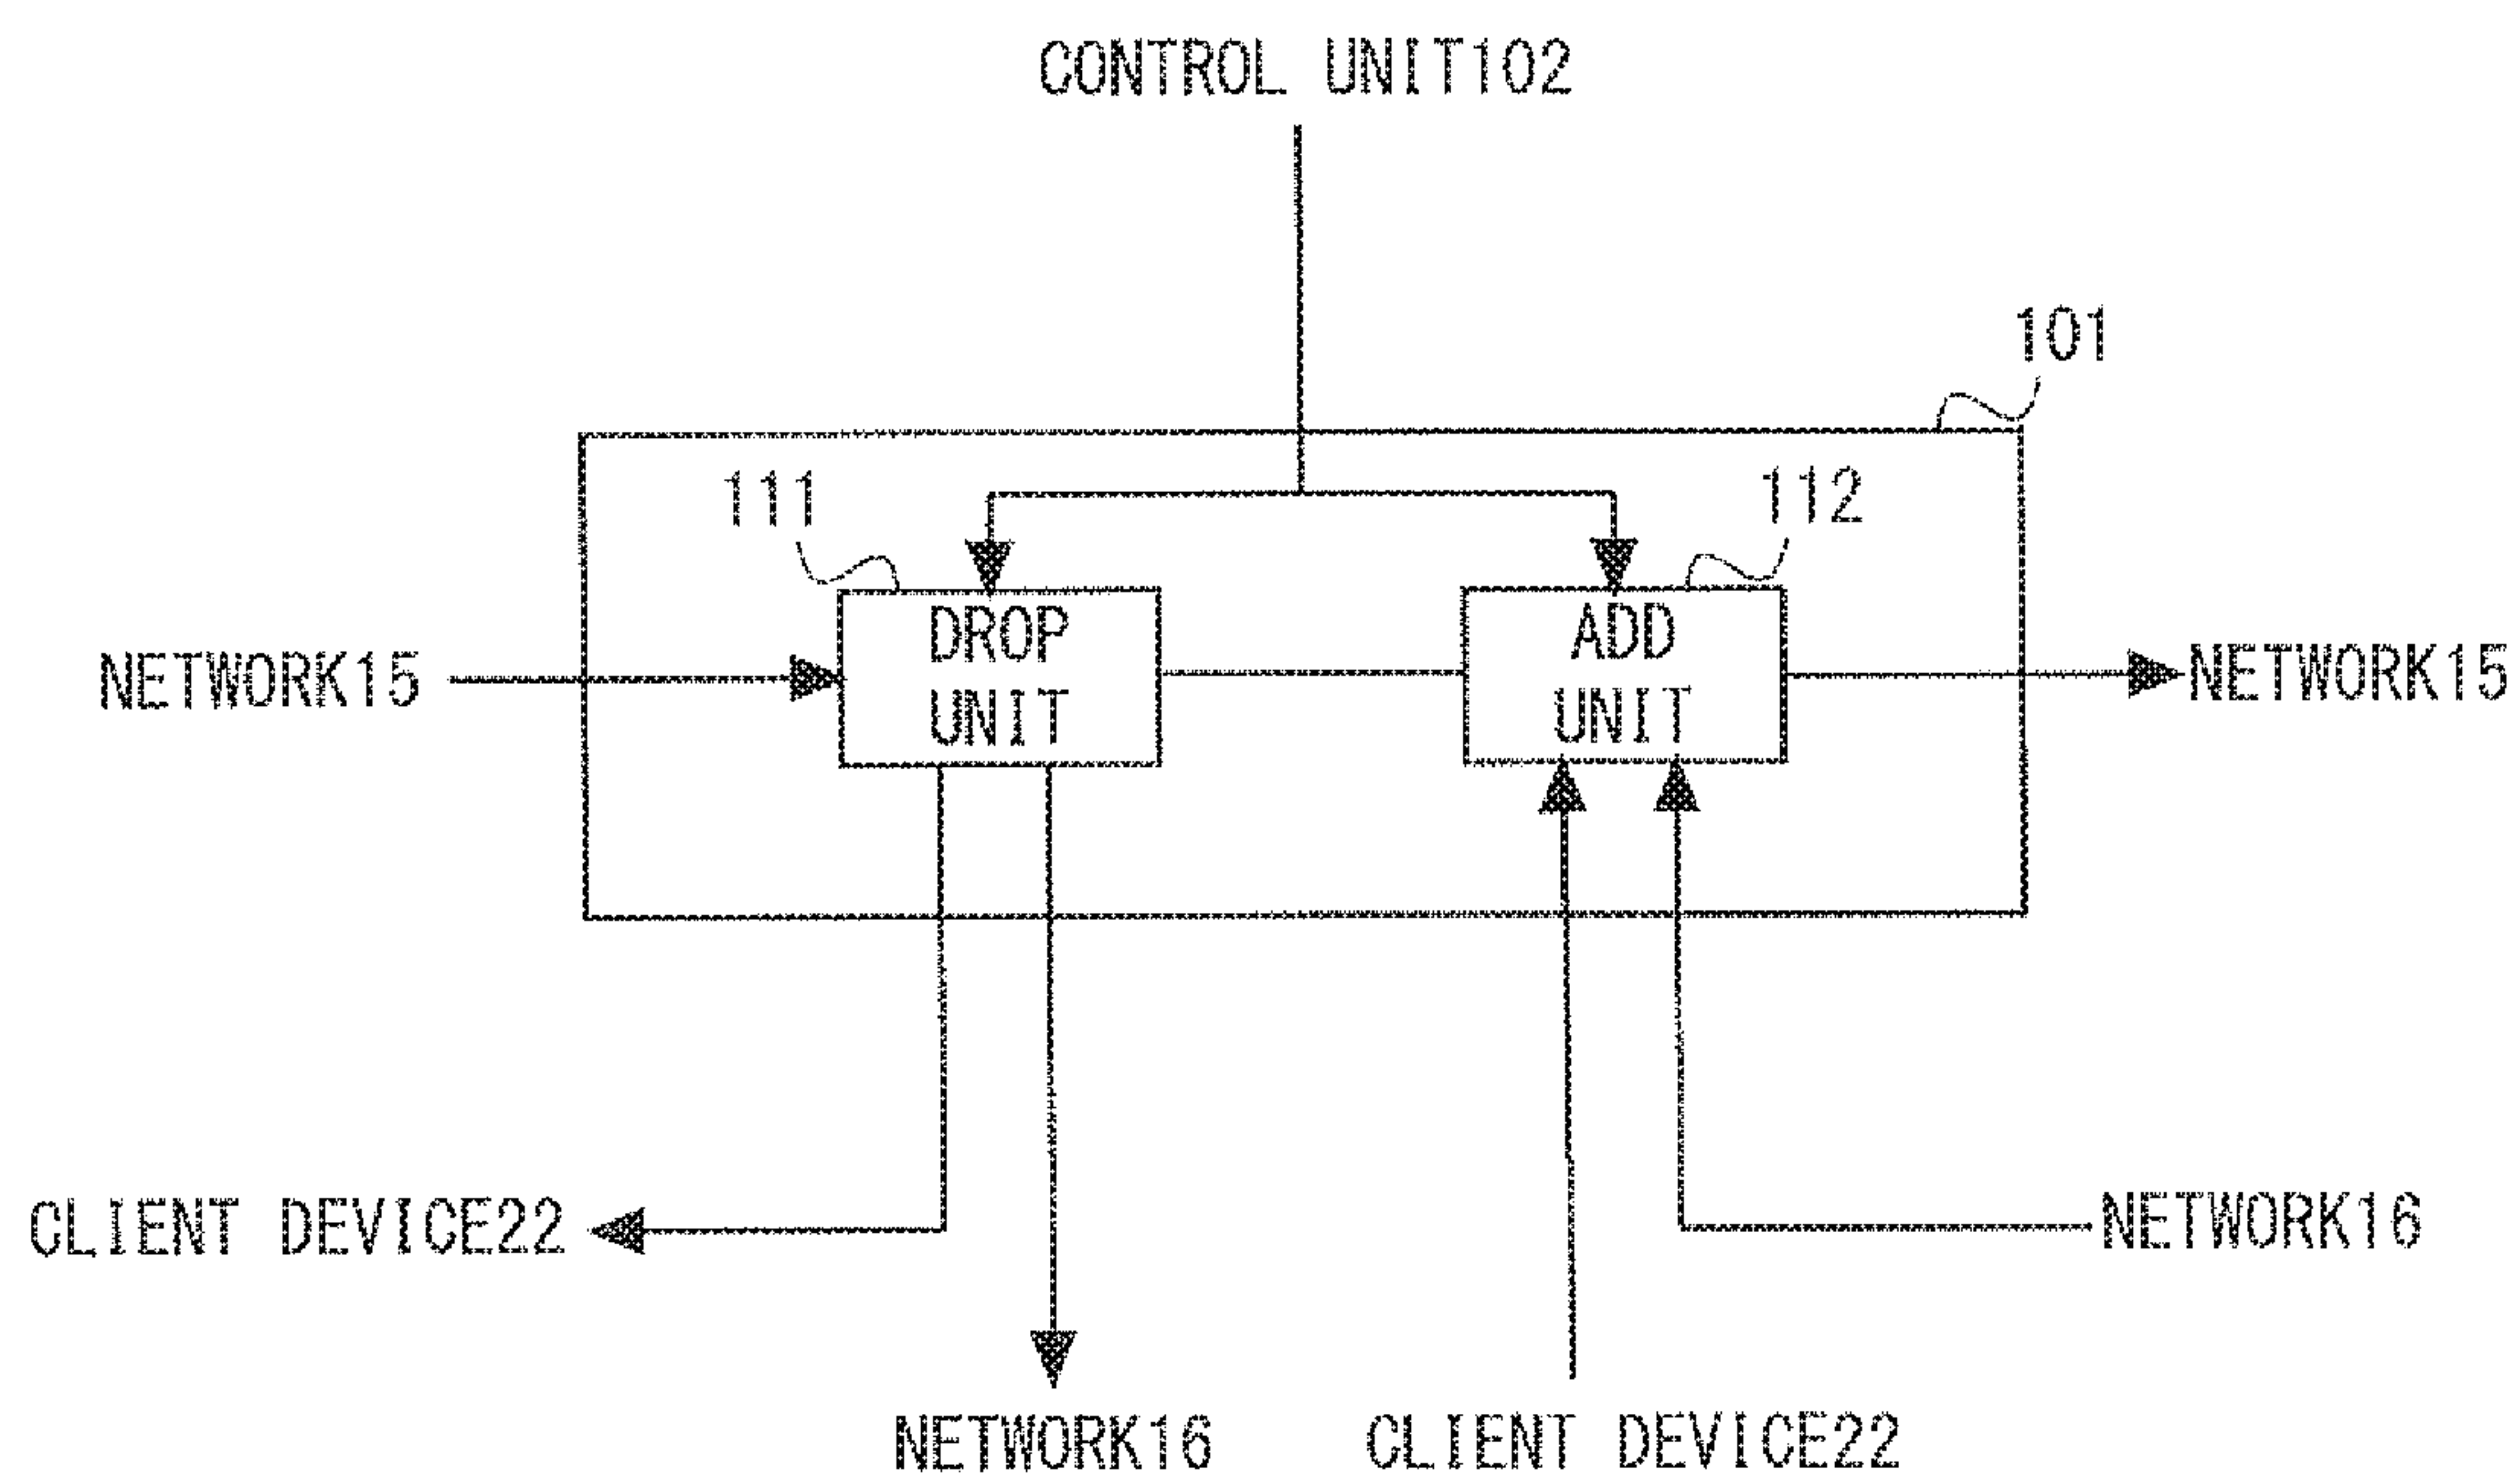 CONTROL UNIT102
101
111
112
DROP
UNIT
ADD
UNIT
NETWORK15
NETWORK15
CLIENT DEVICE22
NETWORK16
NETWORK16
CLIENT DEVICE22